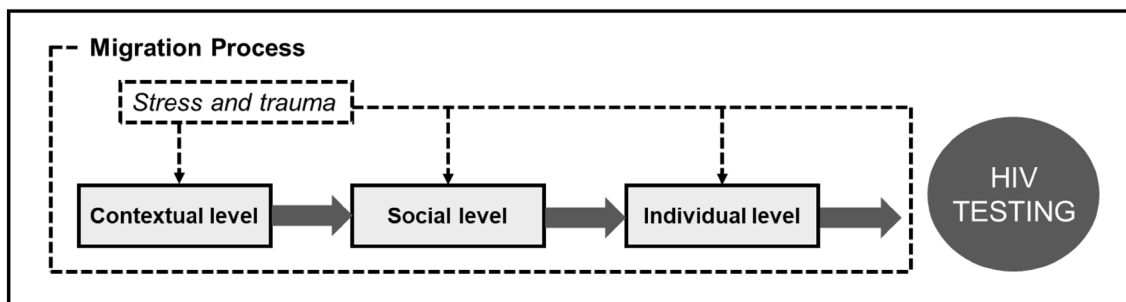 Migration Process
Stress and trauma
Contextual level
Social level
Individual level
HIV
TESTING